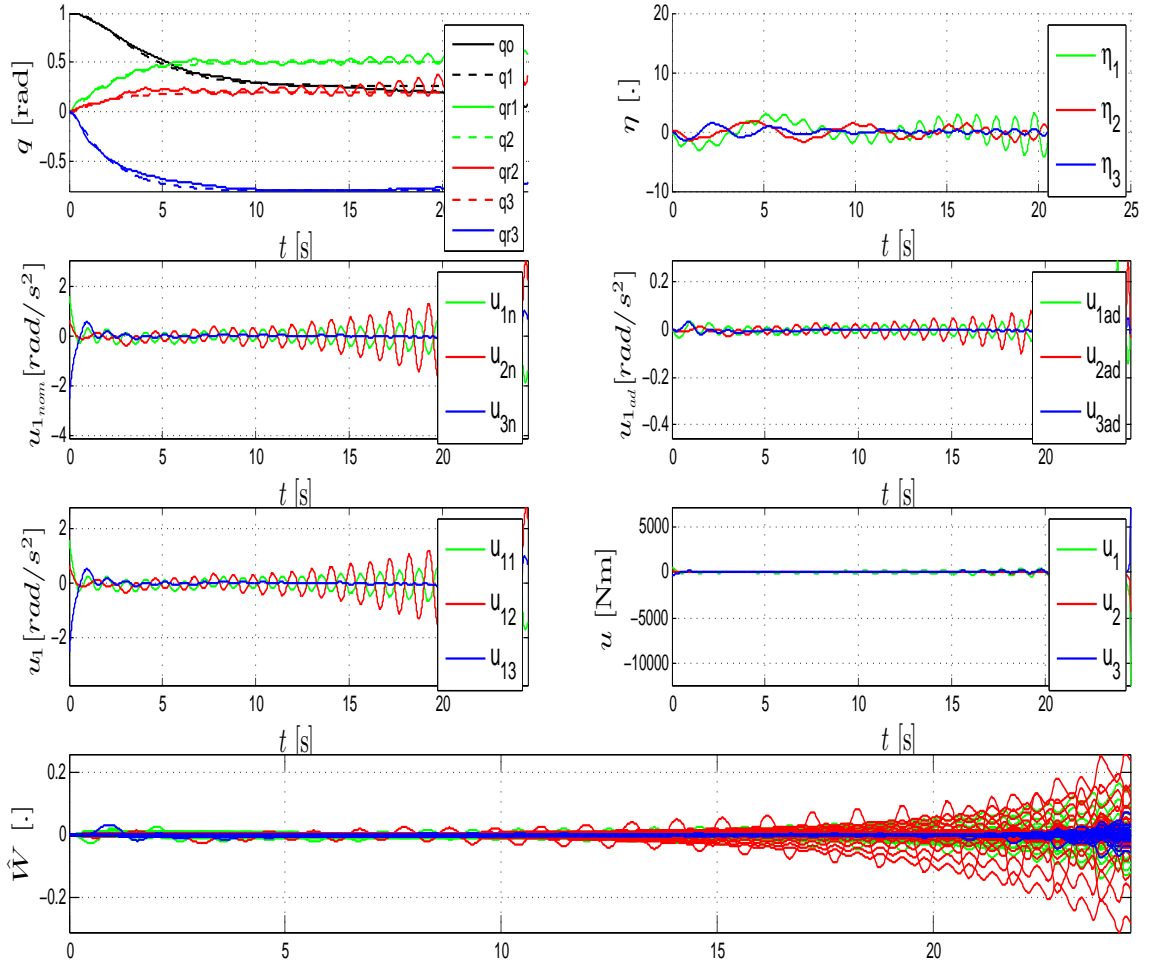 q [rad]
1
0.5
0
−0.5
0
5
10
15
20
t [s]
qo
q1
qr1
q2
qr2
q3
qr3
η [.]
20
10
0
−10
0
5
10
15
20
25
t [s]
η1
η2
η3
u1nom [rad/s2]
2
0
−2
−4
0
5
10
15
20
t [s]
u1n
u2n
u3n
u1ad [rad/s2]
0.2
0
−0.2
−0.4
0
5
10
15
20
t [s]
u1ad
u2ad
u3ad
u1 [rad/s2]
2
0
−2
0
5
10
15
20
t [s]
u11
u12
u13
u [Nm]
5000
0
−5000
−10000
0
5
10
15
20
t [s]
u1
u2
u3
Ŵ [.]
0.2
0
−0.2
0
5
10
15
20